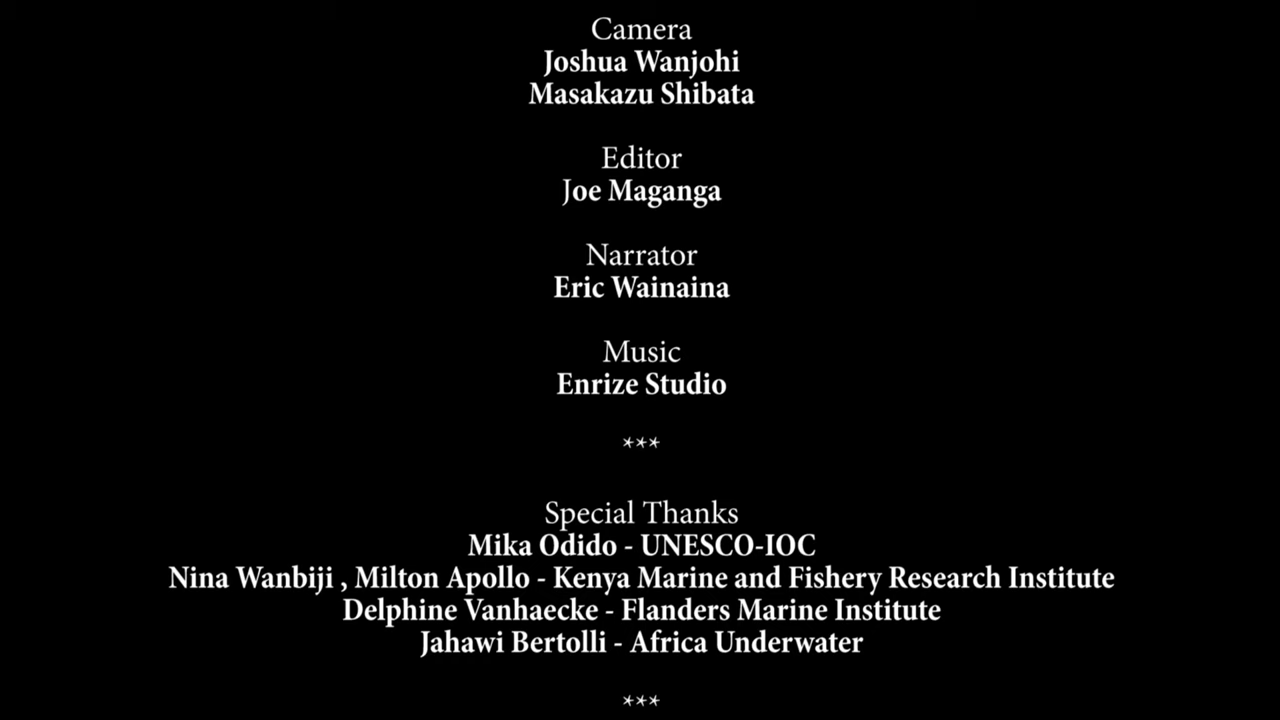 Camera
Joshua Wanjohi
Masakazu Shibata
Editor
Joe Maganga
Narrator
Eric Wainaina
Music
Enrize Studio
***
Special Thanks
Mika Odido - UNESCO-IOC
Nina Wanbiji , Milton Apollo - Kenya Marine and Fishery Research Institute
Delphine Vanhaecke - Flanders Marine Institute
Jahawi Bertolli - Africa Underwater
***